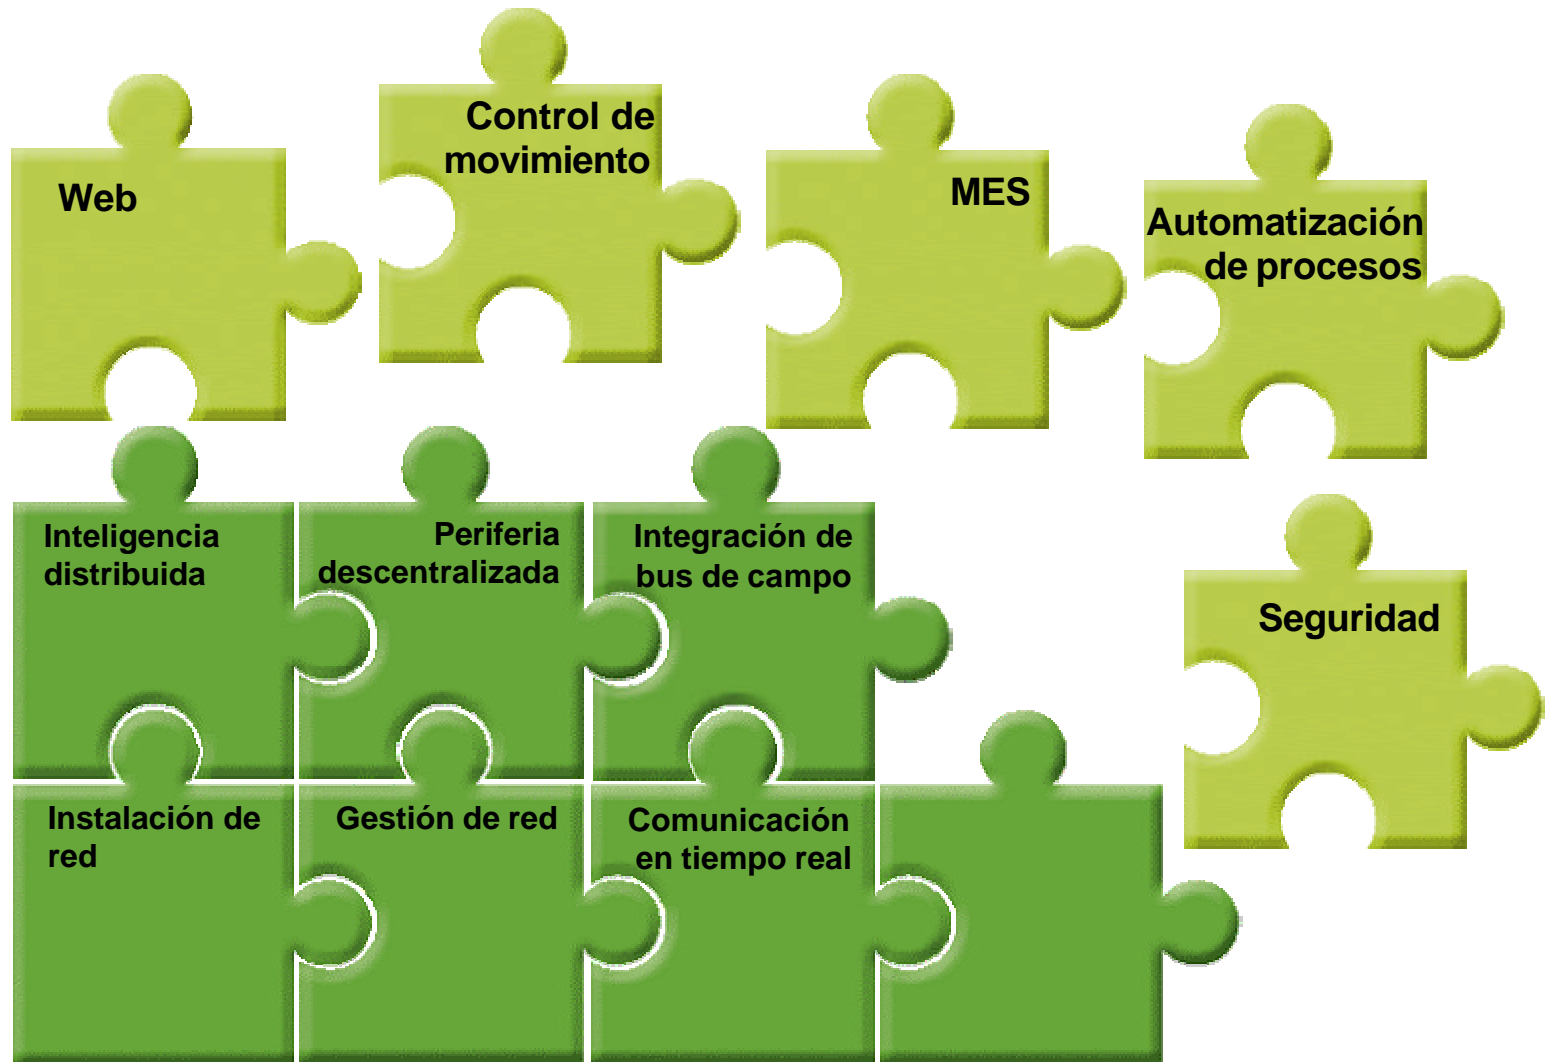 Web
Control de
movimiento
MES
Automatización
de procesos
Inteligencia
distribuida
Periferia
descentralizada
Integración de
bus de campo
Seguridad
Instalación de
red
Gestión de red
Comunicación
en tiempo real